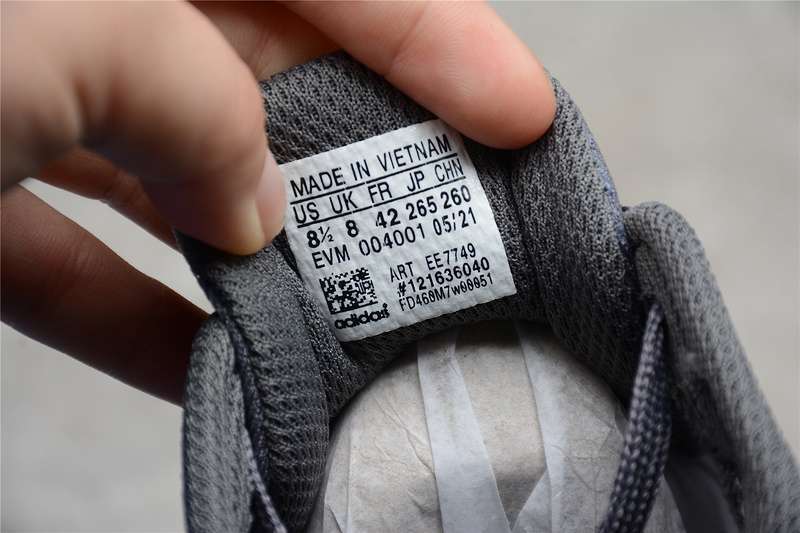 MADE IN VIETNAM
US UK FR JP CHN
8½ 8 42 265 260
EVM 004001 05/21
ART EE7749
#121636040
FD460M7w00051
adidas